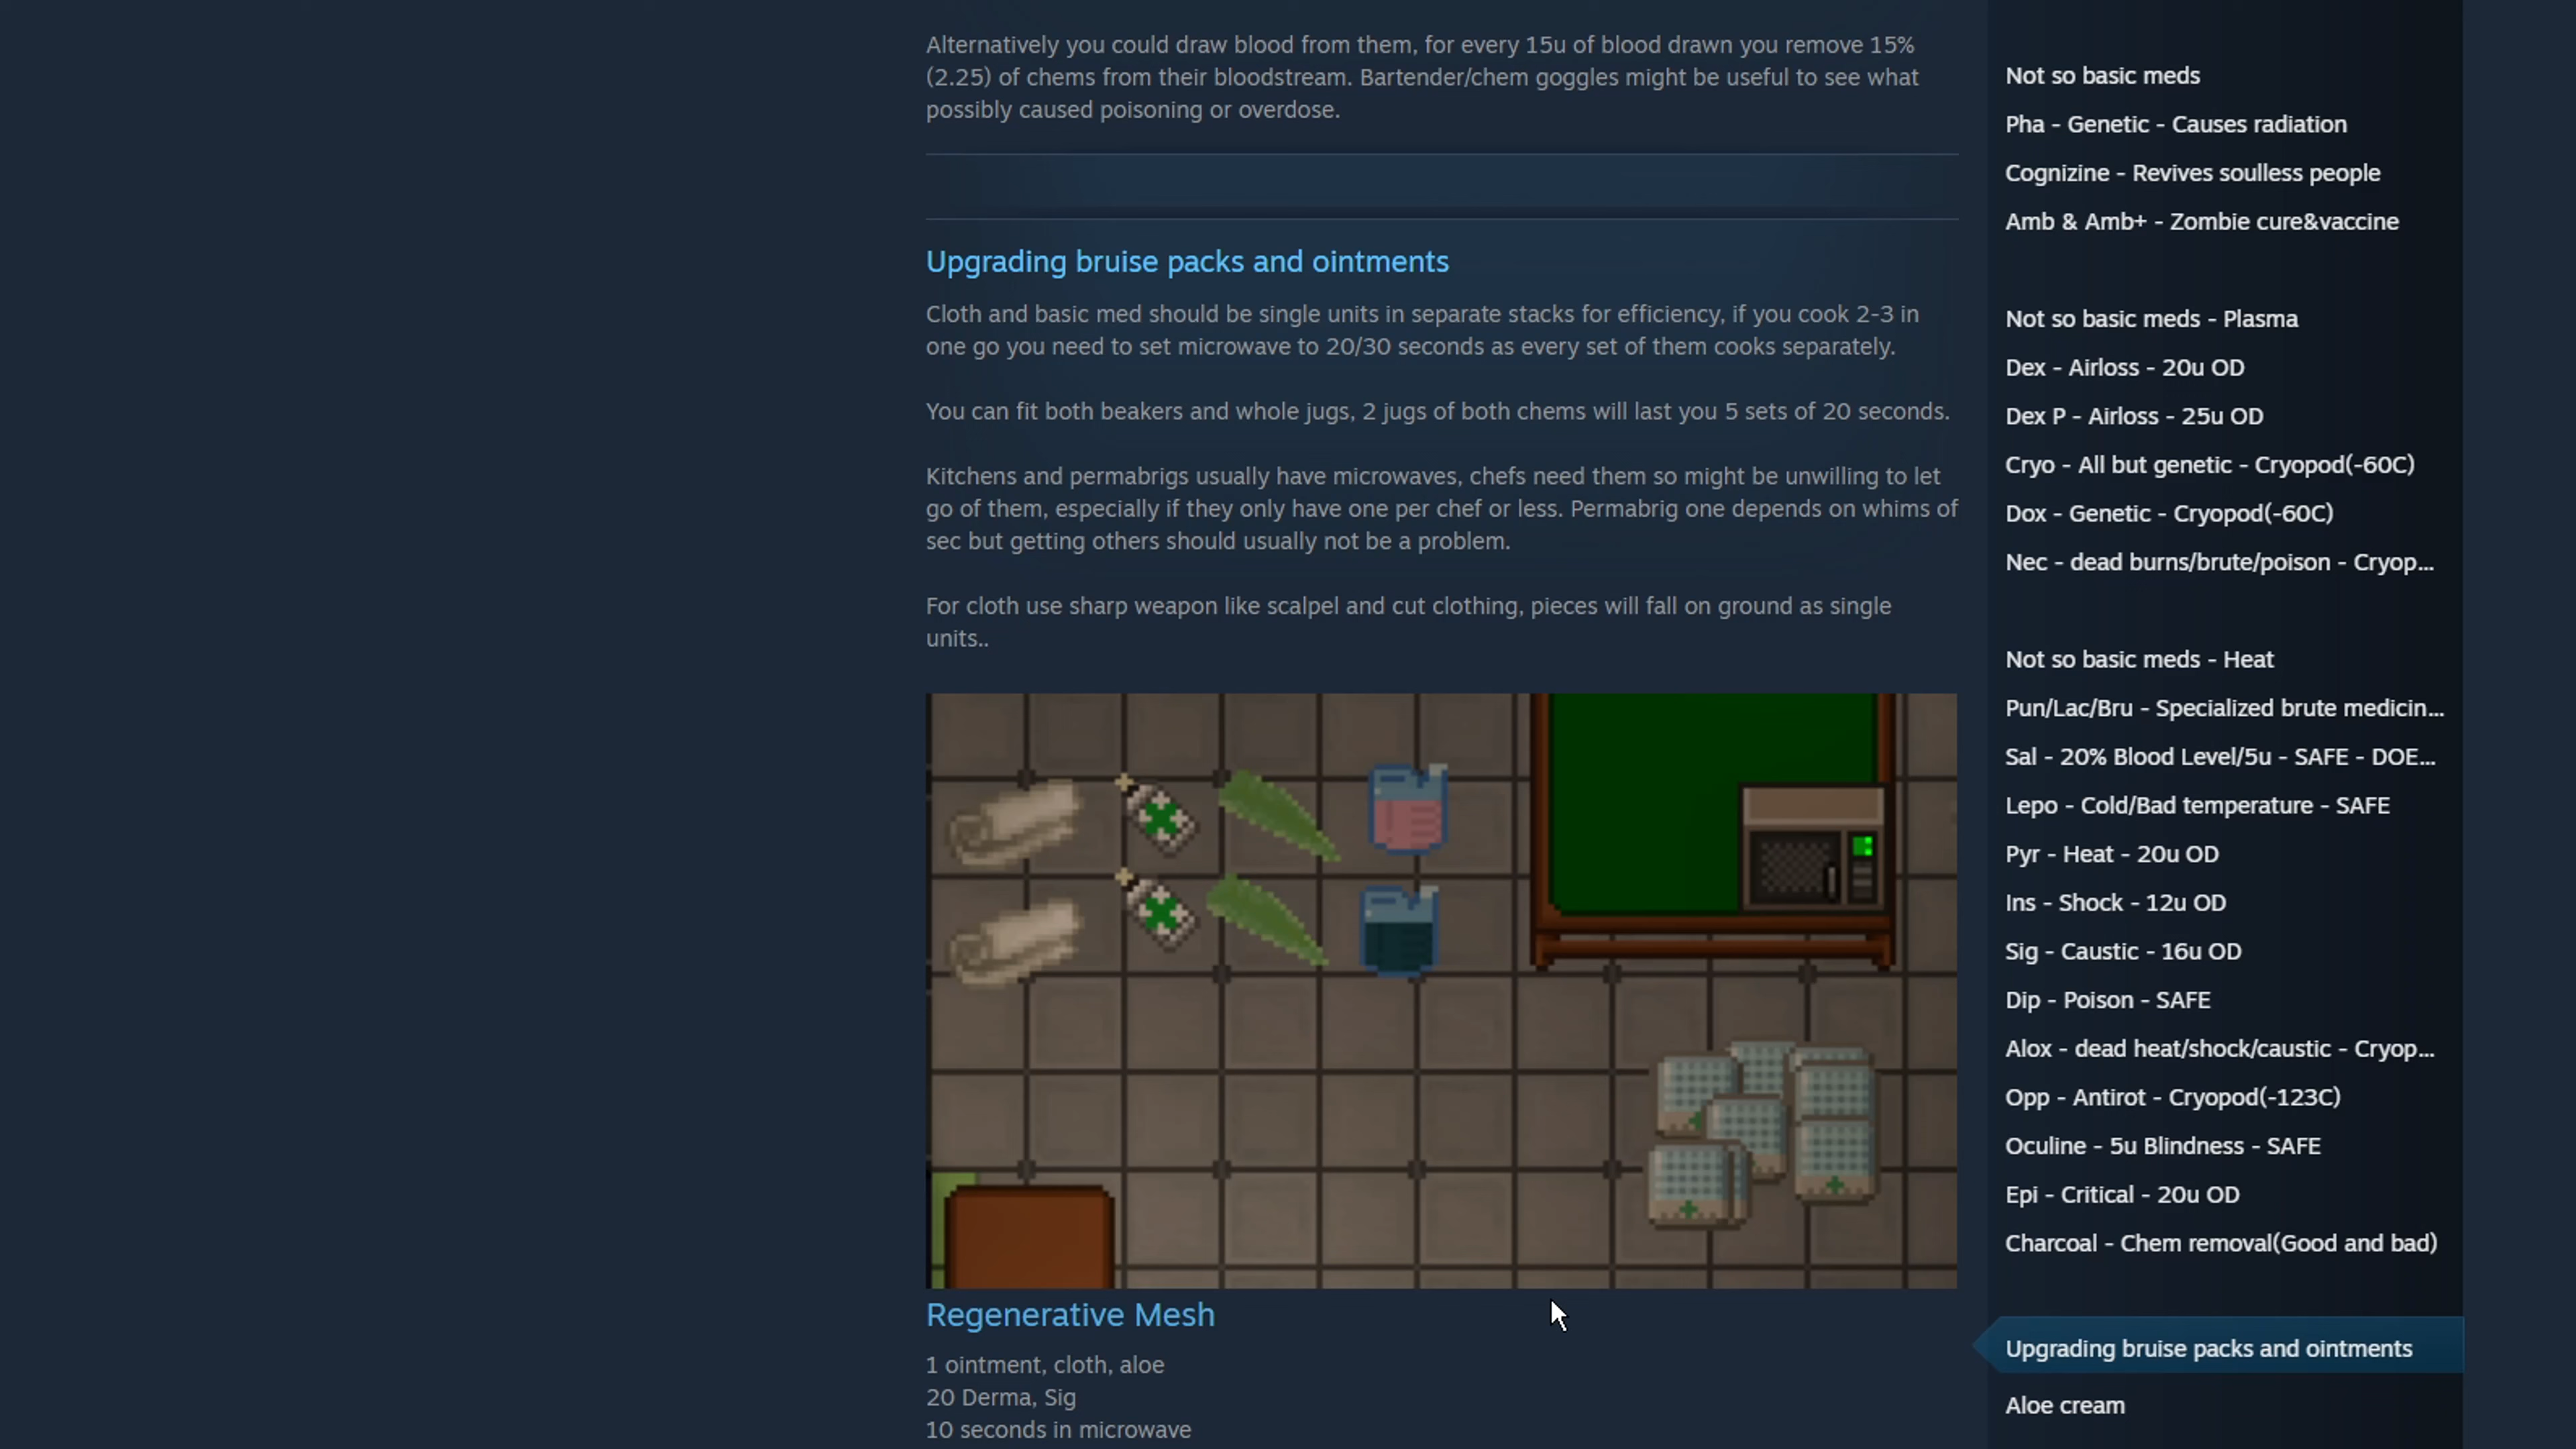 Alternatively you could draw blood from them, for every 15u of blood drawn you remove 15%
(2.25) of chems from their bloodstream. Bartender/chem goggles might be useful to see what
possibly caused poisoning or overdose.
Upgrading bruise packs and ointments
Cloth and basic med should be single units in separate stacks for efficiency, if you cook 2-3 in
one go you need to set microwave to 20/30 seconds as every set of them cooks separately.
You can fit both beakers and whole jugs, 2 jugs of both chems will last you 5 sets of 20 seconds.
Kitchens and permabrigs usually have microwaves, chefs need them so might be unwilling to let
go of them, especially if they only have one per chef or less. Permabrig one depends on whims of
sec but getting others should usually not be a problem.
For cloth use sharp weapon like scalpel and cut clothing, pieces will fall on ground as single
units..
Regenerative Mesh
1 ointment, cloth, aloe
20 Derma, Sig
10 seconds in microwave
Not so basic meds
Pha - Genetic - Causes radiation
Cognizine - Revives soulless people
Amb & Amb+ - Zombie cure&vaccine
Not so basic meds - Plasma
Dex - Airloss - 20u OD
Dex P - Airloss - 25u OD
Cryo - All but genetic - Cryopod(-60C)
Dox - Genetic - Cryopod(-60C)
Nec - dead burns/brute/poison - Cryop...
Not so basic meds - Heat
Pun/Lac/Bru - Specialized brute medicin...
Sal - 20% Blood Level/5u - SAFE - DOE...
Lepo - Cold/Bad temperature - SAFE
Pyr - Heat - 20u OD
Ins - Shock - 12u OD
Sig - Caustic - 16u OD
Dip - Poison - SAFE
Alox - dead heat/shock/caustic - Cryop...
Opp - Antirot - Cryopod(-123C)
Oculine - 5u Blindness - SAFE
Epi - Critical - 20u OD
Charcoal - Chem removal(Good and bad)
Upgrading bruise packs and ointments
Aloe cream